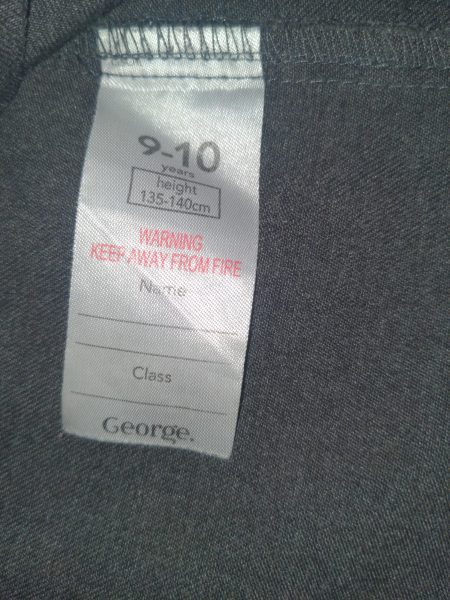 9-10
years
height
135-140cm
WARNING
KEEP AWAY FROM FIRE
Name
Class
George.